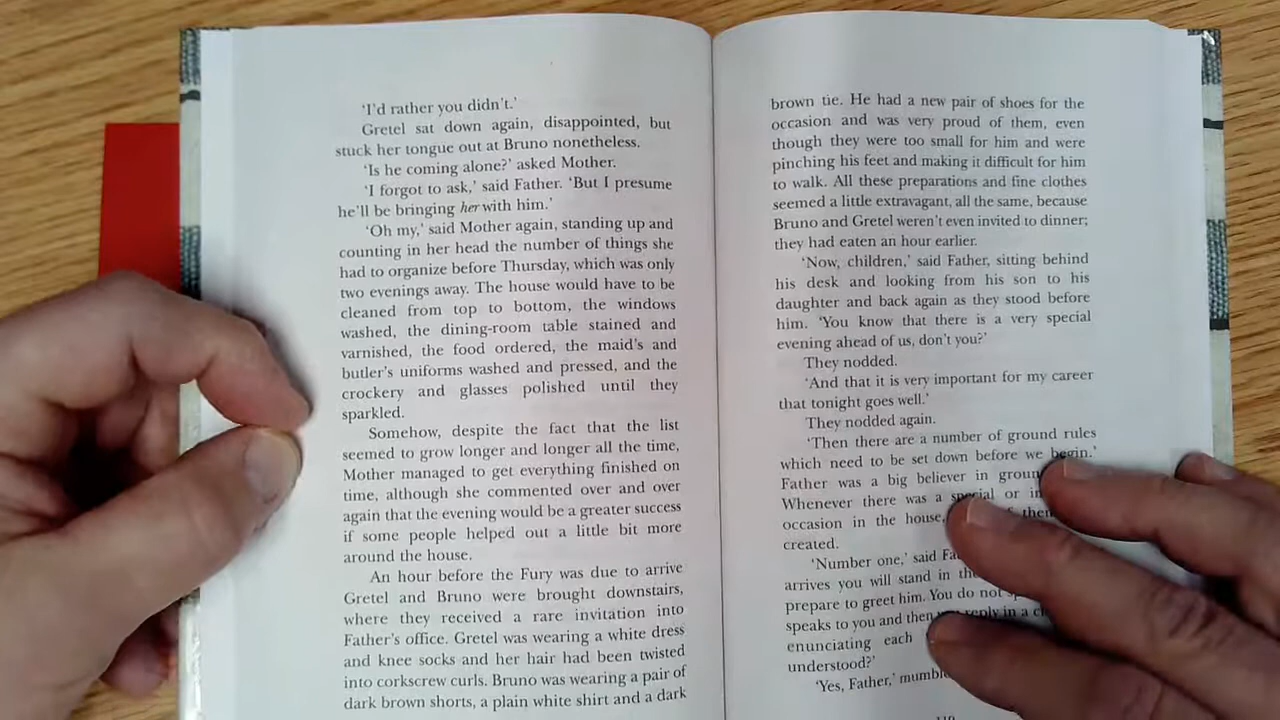 ‘I’d rather you didn’t.’
Gretel sat down again, disappointed, but
stuck her tongue out at Bruno nonetheless.
‘Is he coming alone?’ asked Mother.
‘I forgot to ask,’ said Father. ‘But I presume
he’ll be bringing her with him.’
‘Oh my,’ said Mother again, standing up and
counting in her head the number of things she
had to organize before Thursday, which was only
two evenings away. The house would have to be
cleaned from top to bottom, the windows
washed, the dining-room table stained and
varnished, the food ordered, the maid’s and
butler’s uniforms washed and pressed, and the
crockery and glasses polished until they
sparkled.
Somehow, despite the fact that the list
seemed to grow longer and longer all the time,
Mother managed to get everything finished on
time, although she commented over and over
again that the evening would be a greater success
if some people helped out a little bit more
around the house.
An hour before the Fury was due to arrive
Gretel and Bruno were brought downstairs,
where they received a rare invitation into
Father’s office. Gretel was wearing a white dress
and knee socks and her hair had been twisted
into corkscrew curls. Bruno was wearing a pair of
dark brown shorts, a plain white shirt and a dark
brown tie. He had a new pair of shoes for the
occasion and was very proud of them, even
though they were too small for him and were
pinching his feet and making it difficult for him
to walk. All these preparations and fine clothes
seemed a little extravagant, all the same, because
Bruno and Gretel weren’t even invited to dinner;
they had eaten an hour earlier.
‘Now, children,’ said Father, sitting behind
his desk and looking from his son to his
daughter and back again as they stood before
him. ‘You know that there is a very special
evening ahead of us, don’t you?’
They nodded.
‘And that it is very important for my career
that tonight goes well.’
They nodded again.
‘Then there are a number of ground rules
which need to be set down before we begin.’
Father was a big believer in
Whenever there was a special or
occasion in the house,
created.
‘Number one,’ said
arrives you will stand in
prepare to greet him. You do not
speaks to you and then reply in a
enunciating each
understood?’
‘Yes, Father,’